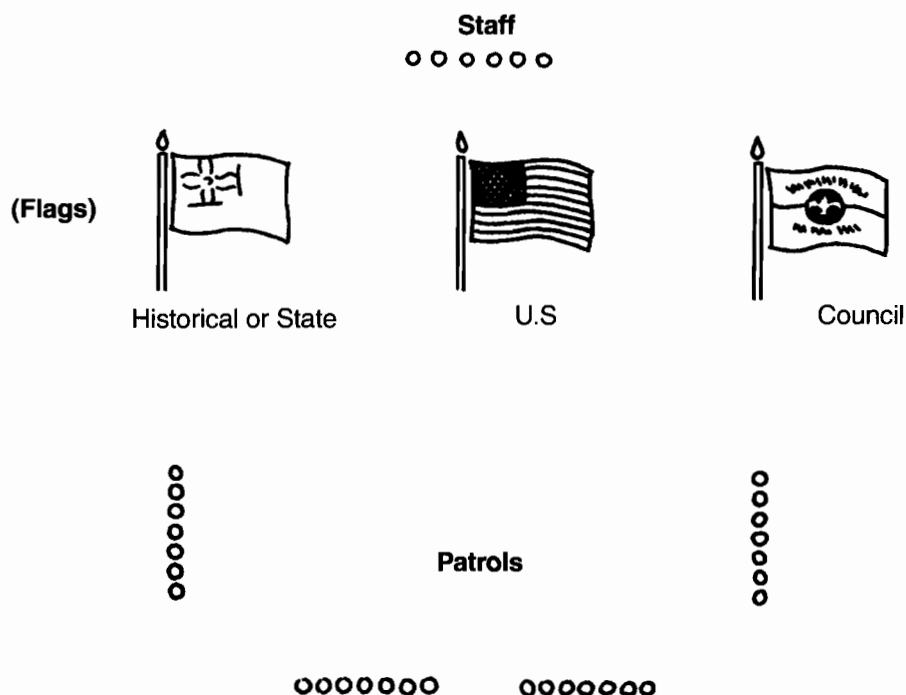 Staff
(Flags)
Historical or State
U.S
Council
Patrols